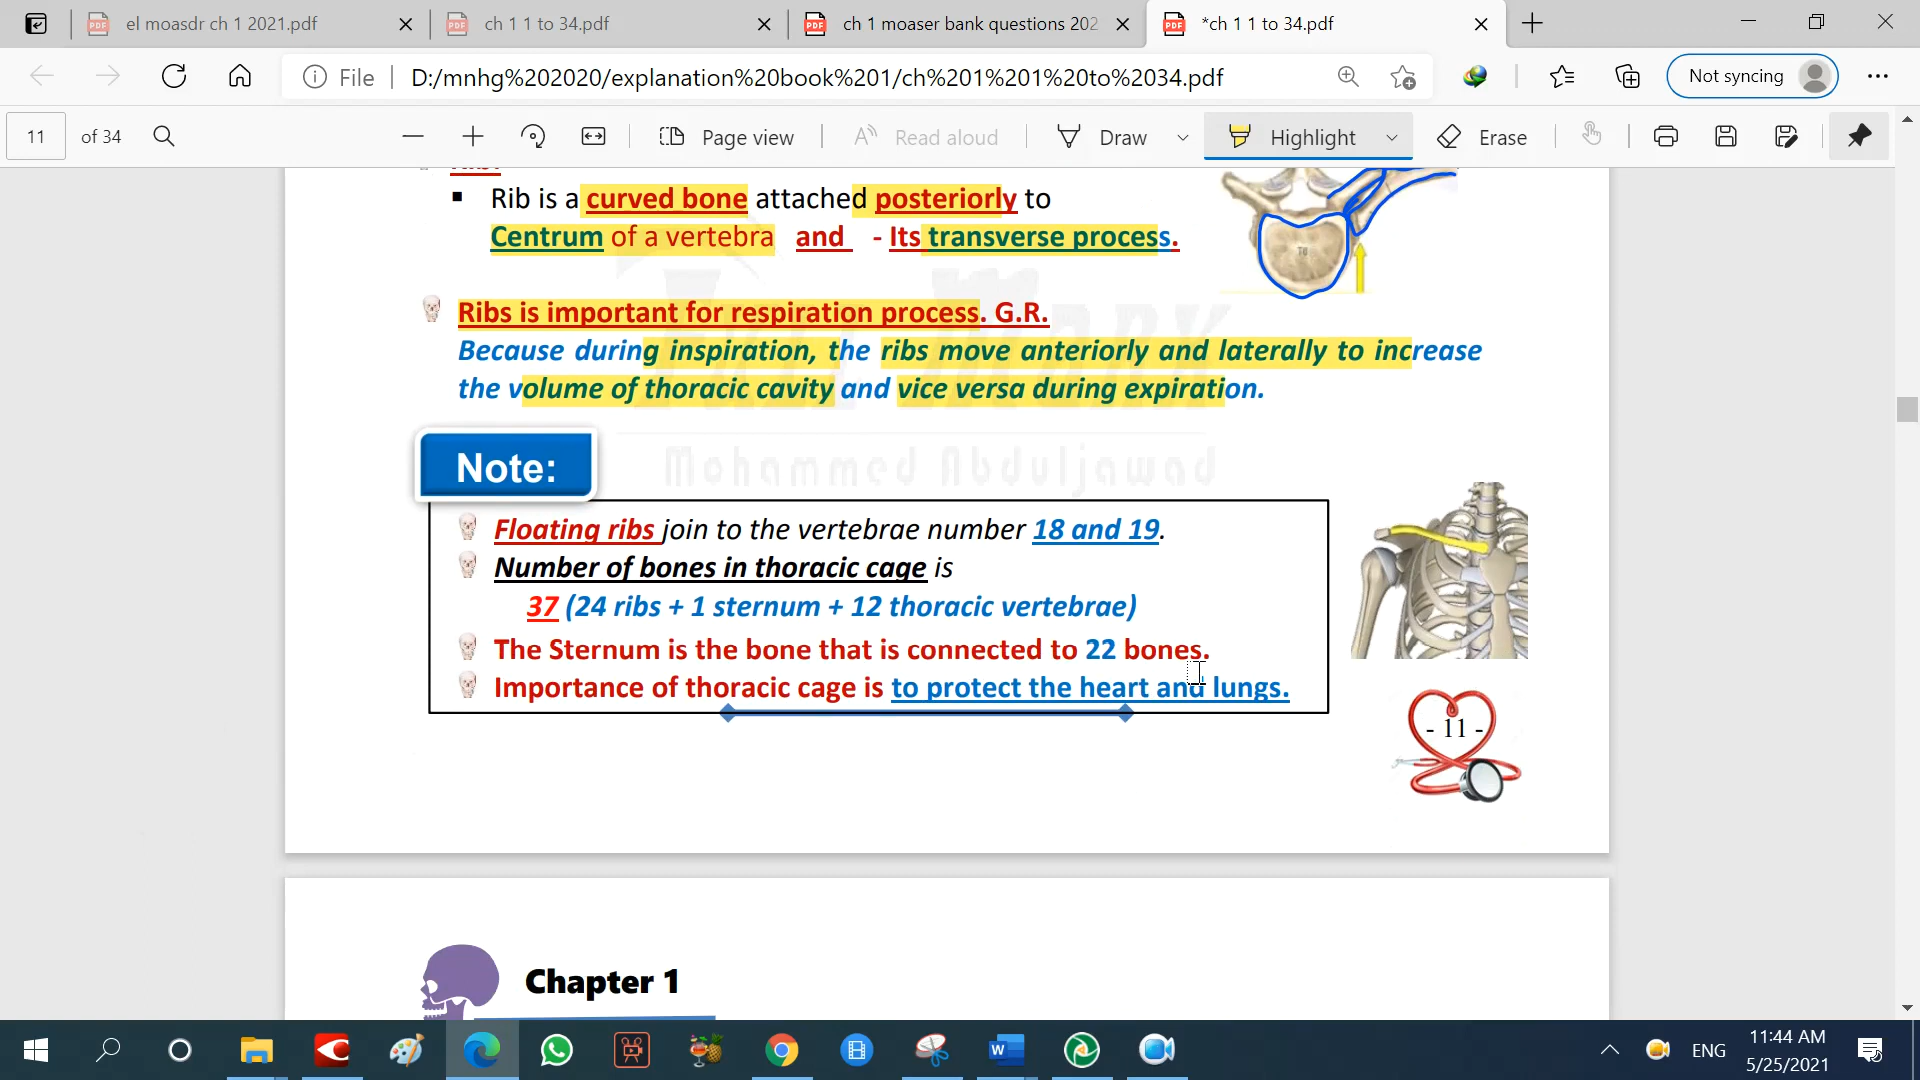 el moasdr ch 1 2021.pdf
ch 1 1 to 34.pdf
ch 1 moaser bank questions 202
*ch 1 1 to 34.pdf
File
D:/mnhg%202020/explanation%20book%201/ch%201%201%20to%2034.pdf
Not syncing
11 of 34
Page view
Read aloud
Draw
Highlight
Erase
▪ Rib is a curved bone attached posteriorly to
Centrum of a vertebra and - Its transverse process.
Ribs is important for respiration process. G.R.
Because during inspiration, the ribs move anteriorly and laterally to increase
the volume of thoracic cavity and vice versa during expiration.
Mohammed Abduljawad
Note:
Floating ribs join to the vertebrae number 18 and 19.
Number of bones in thoracic cage is
37 (24 ribs + 1 sternum + 12 thoracic vertebrae)
The Sternum is the bone that is connected to 22 bones.
Importance of thoracic cage is to protect the heart and lungs.
- 11 -
Chapter 1
ENG
11:44 AM
5/25/2021